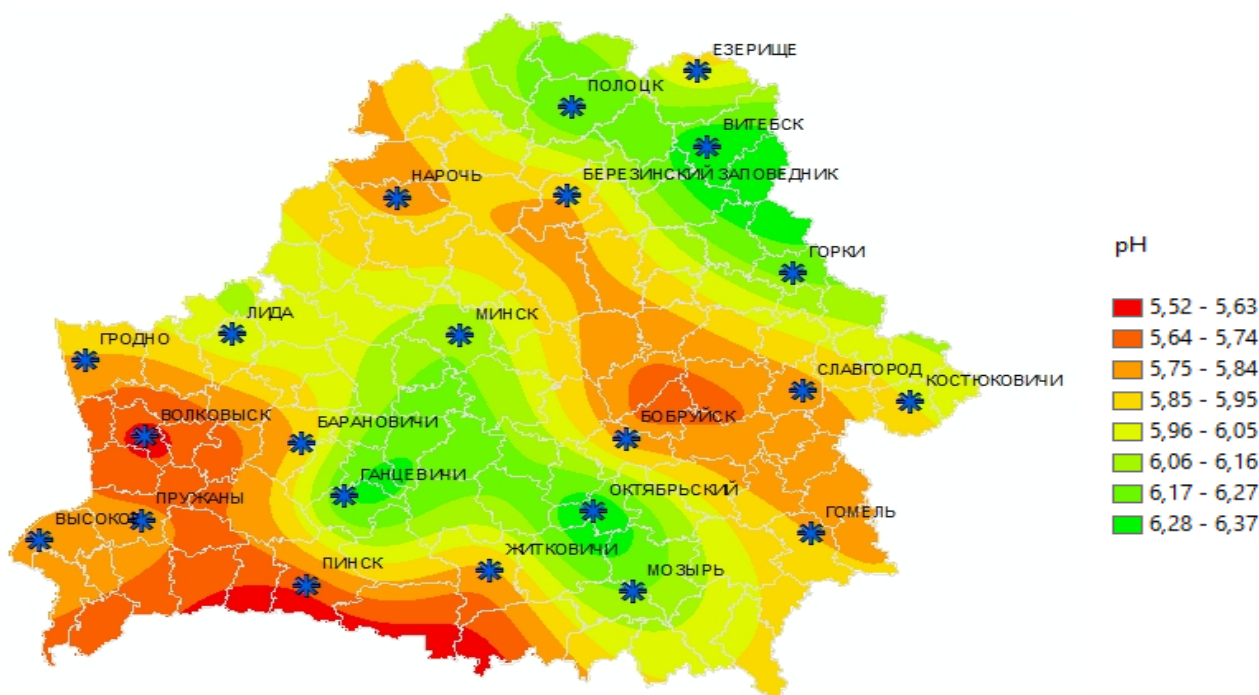 ЕЗЕРИЩЕ
ПОЛОЦК
ВИТЕБСК
БЕРЕЗИНСКИЙ ЗАПОВЕДНИК
НАРОЧЬ
ГОРКИ
ЛИДА
МИНСК
ГРОДНО
СЛАВГОРОД
КОСТЮКОВИЧИ
ВОЛКОВЫСК
БАРАНОВИЧИ
БОБРУЙСК
ГАНЦЕВИЧИ
ОКТЯБРЬСКИЙ
ПРУЖАНЫ
ВЫСОКОЕ
ГОМЕЛЬ
ЖИТКОВИЧИ
ПИНСК
МОЗЫРЬ
pH
5,52 - 5,63
5,64 - 5,74
5,75 - 5,84
5,85 - 5,95
5,96 - 6,05
6,06 - 6,16
6,17 - 6,27
6,28 - 6,37